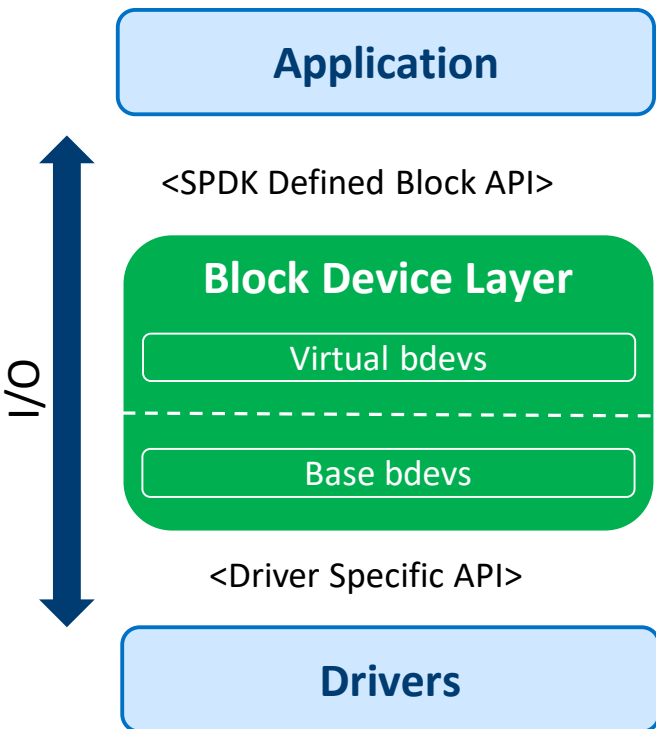 Application
<SPDK Defined Block API>
Block Device Layer
Virtual bdevs
I/O
Base bdevs
<Driver Specific API>
Drivers